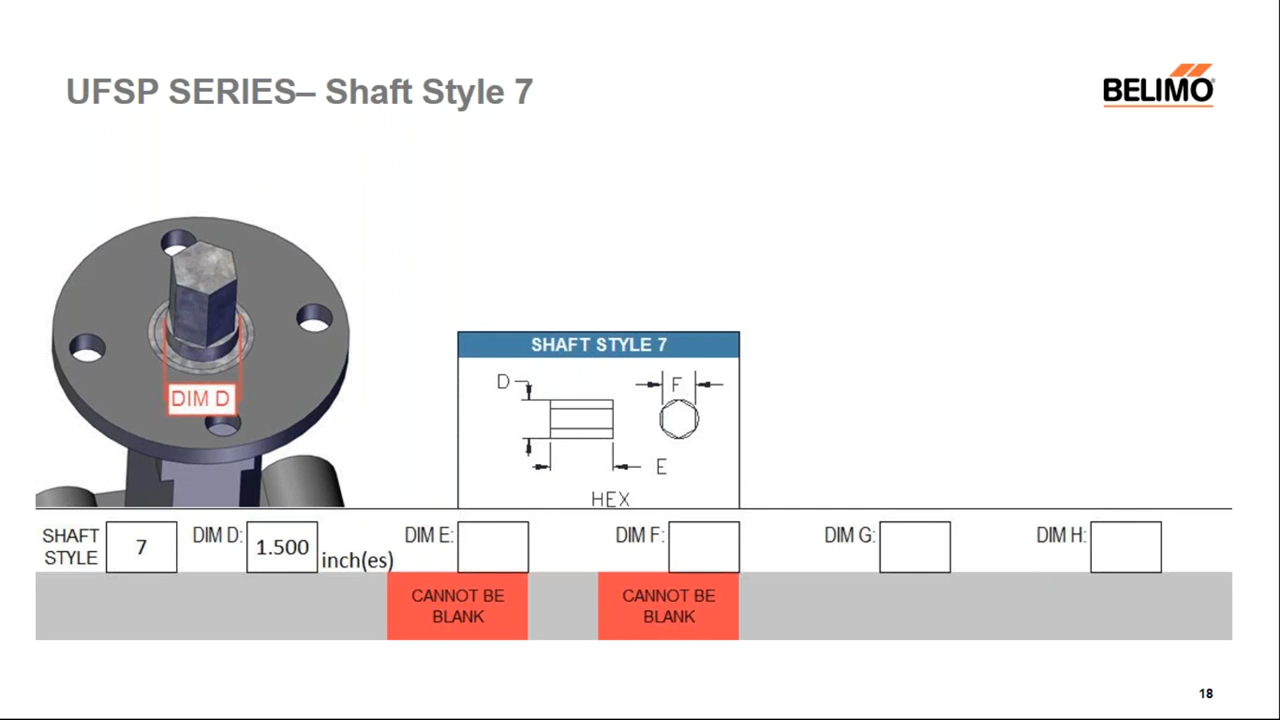 UFSP SERIES– Shaft Style 7
BELIMO
DIM D
SHAFT STYLE 7
D
F
E
HEX
SHAFT
STYLE
7
DIM D:
1.500
inch(es)
DIM E:
DIM F:
DIM G:
DIM H:
CANNOT BE
BLANK
CANNOT BE
BLANK
18